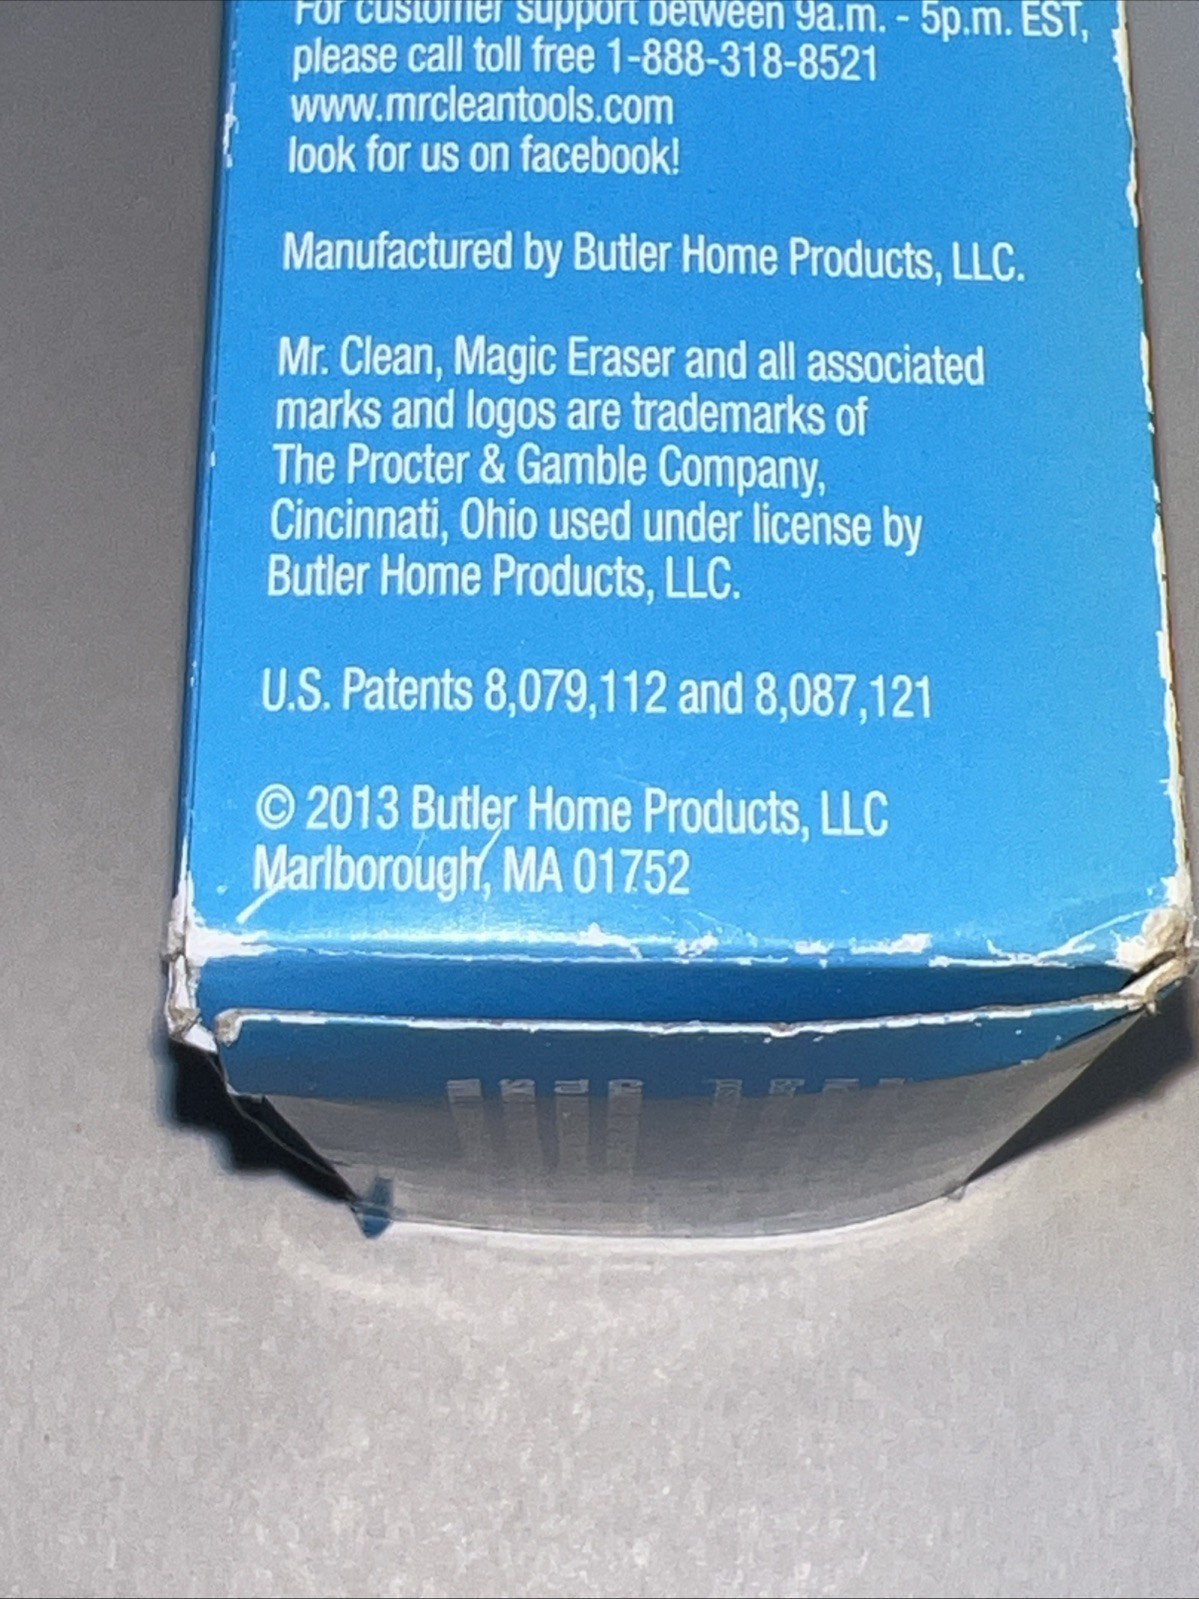 For customer support between 9a.m. - 5p.m. EST,
please call toll free 1-888-318-8521
www.mrcleantools.com
look for us on facebook!
Manufactured by Butler Home Products, LLC.
Mr. Clean, Magic Eraser and all associated
marks and logos are trademarks of
The Procter & Gamble Company,
Cincinnati, Ohio used under license by
Butler Home Products, LLC.
U.S. Patents 8,079,112 and 8,087,121
© 2013 Butler Home Products, LLC
Marlborough, MA 01752